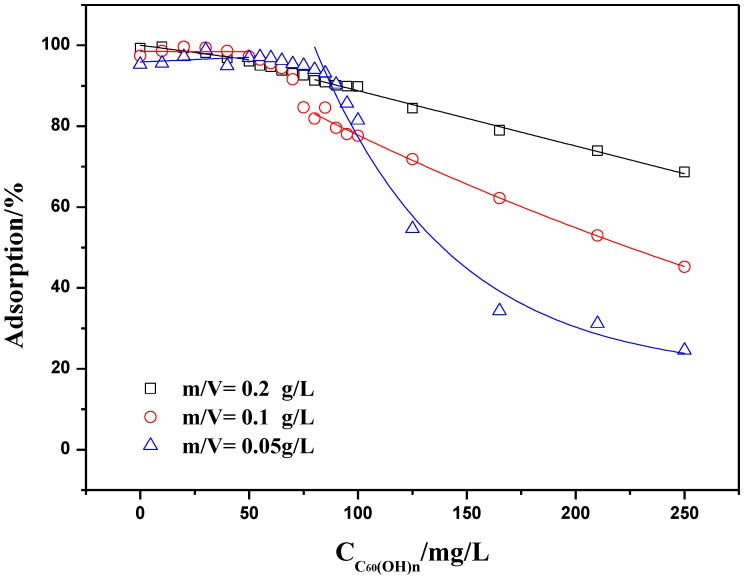 Adsorption/%
100
80
60
40
20
0
m/V= 0.2 g/L
m/V= 0.1 g/L
m/V= 0.05g/L
0 50 100 150 200 250
C_C60(OH)n/mg/L